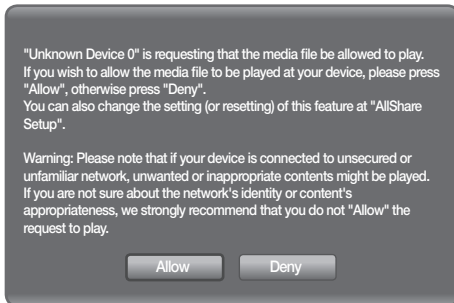 "Unknown Device 0" is requesting that the media file be allowed to play.
If you wish to allow the media file to be played at your device, please press
"Allow", otherwise press "Deny".
You can also change the setting (or resetting) of this feature at "AllShare
Setup".
Warning: Please note that if your device is connected to unsecured or
unfamiliar network, unwanted or inappropriate contents might be played.
If you are not sure about the network's identity or content's
appropriateness, we strongly recommend that you do not "Allow" the
request to play.
Allow
Deny